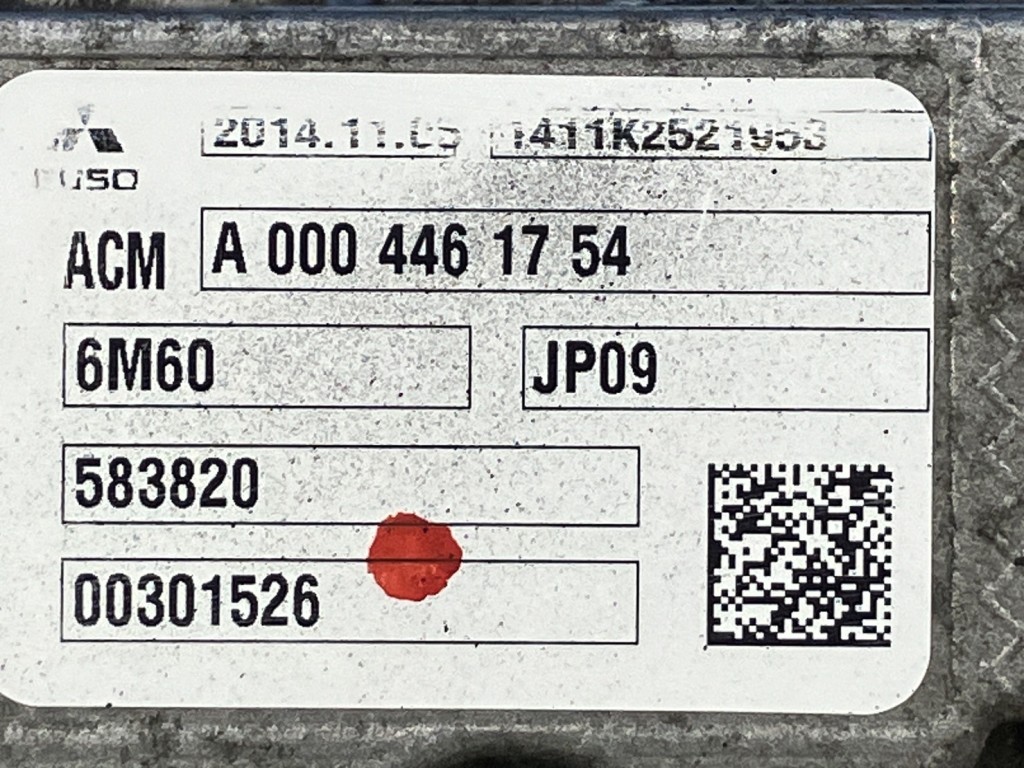 2014.11.05 1411K2521953
FUSO
ACM A 000 446 17 54
6M60 JP09
583820
00301526